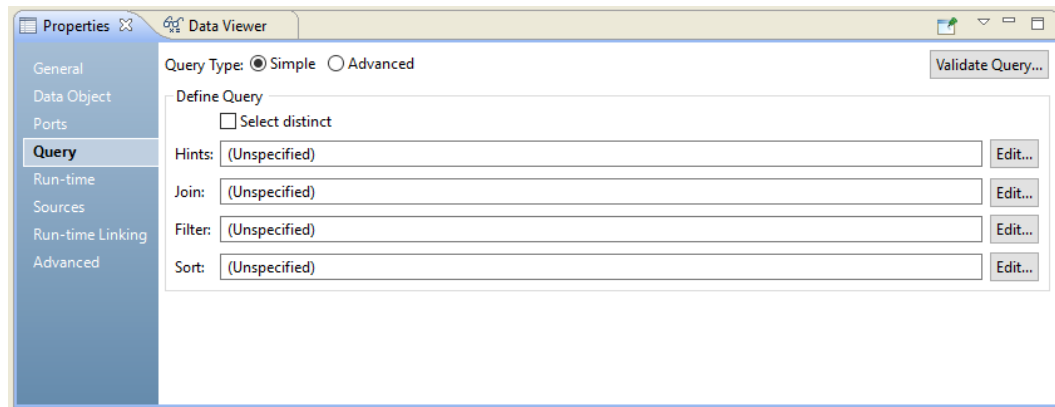 Properties Data Viewer
General
Data Object
Ports
Query
Run-time
Sources
Run-time Linking
Advanced
Query Type: Simple Advanced Validate Query...
Define Query
Select distinct
Hints: (Unspecified) Edit...
Join: (Unspecified) Edit...
Filter: (Unspecified) Edit...
Sort: (Unspecified) Edit...